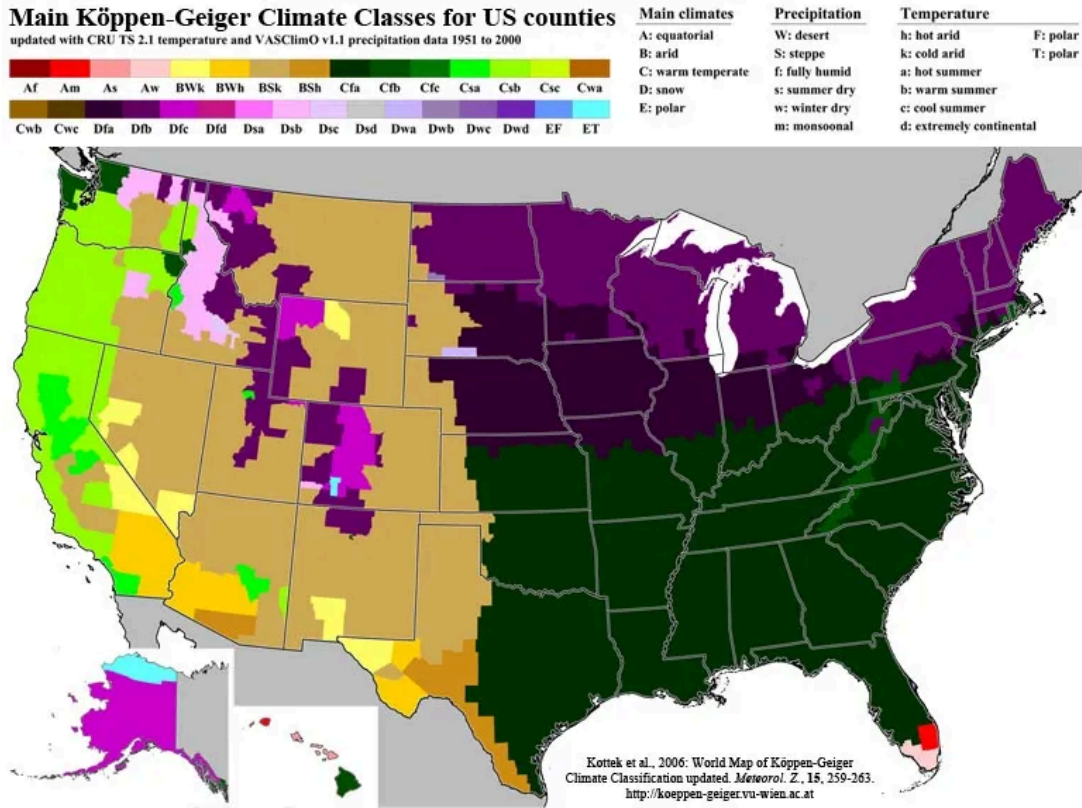 Main Köppen-Geiger Climate Classes for US counties
updated with CRU TS 2.1 temperature and VASClimO v1.1 precipitation data 1951 to 2000
Af Am As Aw BWk BWh BSk BSh Cfa Cfb Cfc Csa Csb Csc Cwa
Cwb Cwc Dfa Dfb Dfc Dfd Dsa Dsb Dsc Dsd Dwa Dwb Dwc Dwd EF ET
Main climates
A: equatorial
B: arid
C: warm temperate
D: snow
E: polar
Precipitation
W: desert
S: steppe
f: fully humid
s: summer dry
w: winter dry
m: monsoonal
Temperature
h: hot arid F: polar
k: cold arid T: polar
a: hot summer
b: warm summer
c: cool summer
d: extremely continental
Kottek et al., 2006: World Map of Köppen-Geiger
Climate Classification updated. Meteorol. Z., 15, 259-263.
http://koeppen-geiger.vu-wien.ac.at